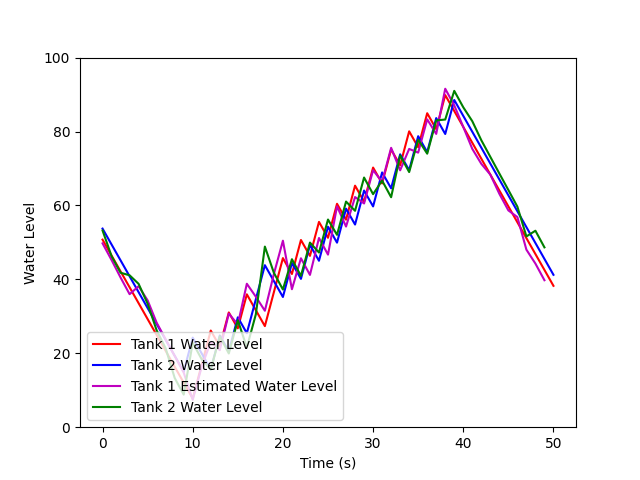 100
80
60
40
20
0
Water Level
Tank 1 Water Level
Tank 2 Water Level
Tank 1 Estimated Water Level
Tank 2 Water Level
0 10 20 30 40 50
Time (s)